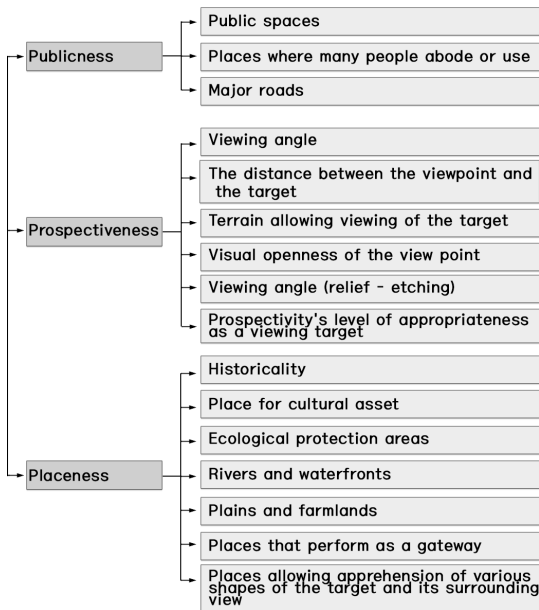 Publicness
Public spaces
Places where many people abode or use
Major roads
Prospectiveness
Viewing angle
The distance between the viewpoint and
the target
Terrain allowing viewing of the target
Visual openness of the view point
Viewing angle (relief - etching)
Prospectivity's level of appropriateness
as a viewing target
Placeness
Historicality
Place for cultural asset
Ecological protection areas
Rivers and waterfronts
Plains and farmlands
Places that perform as a gateway
Places allowing apprehension of various
shapes of the target and its surrounding
view